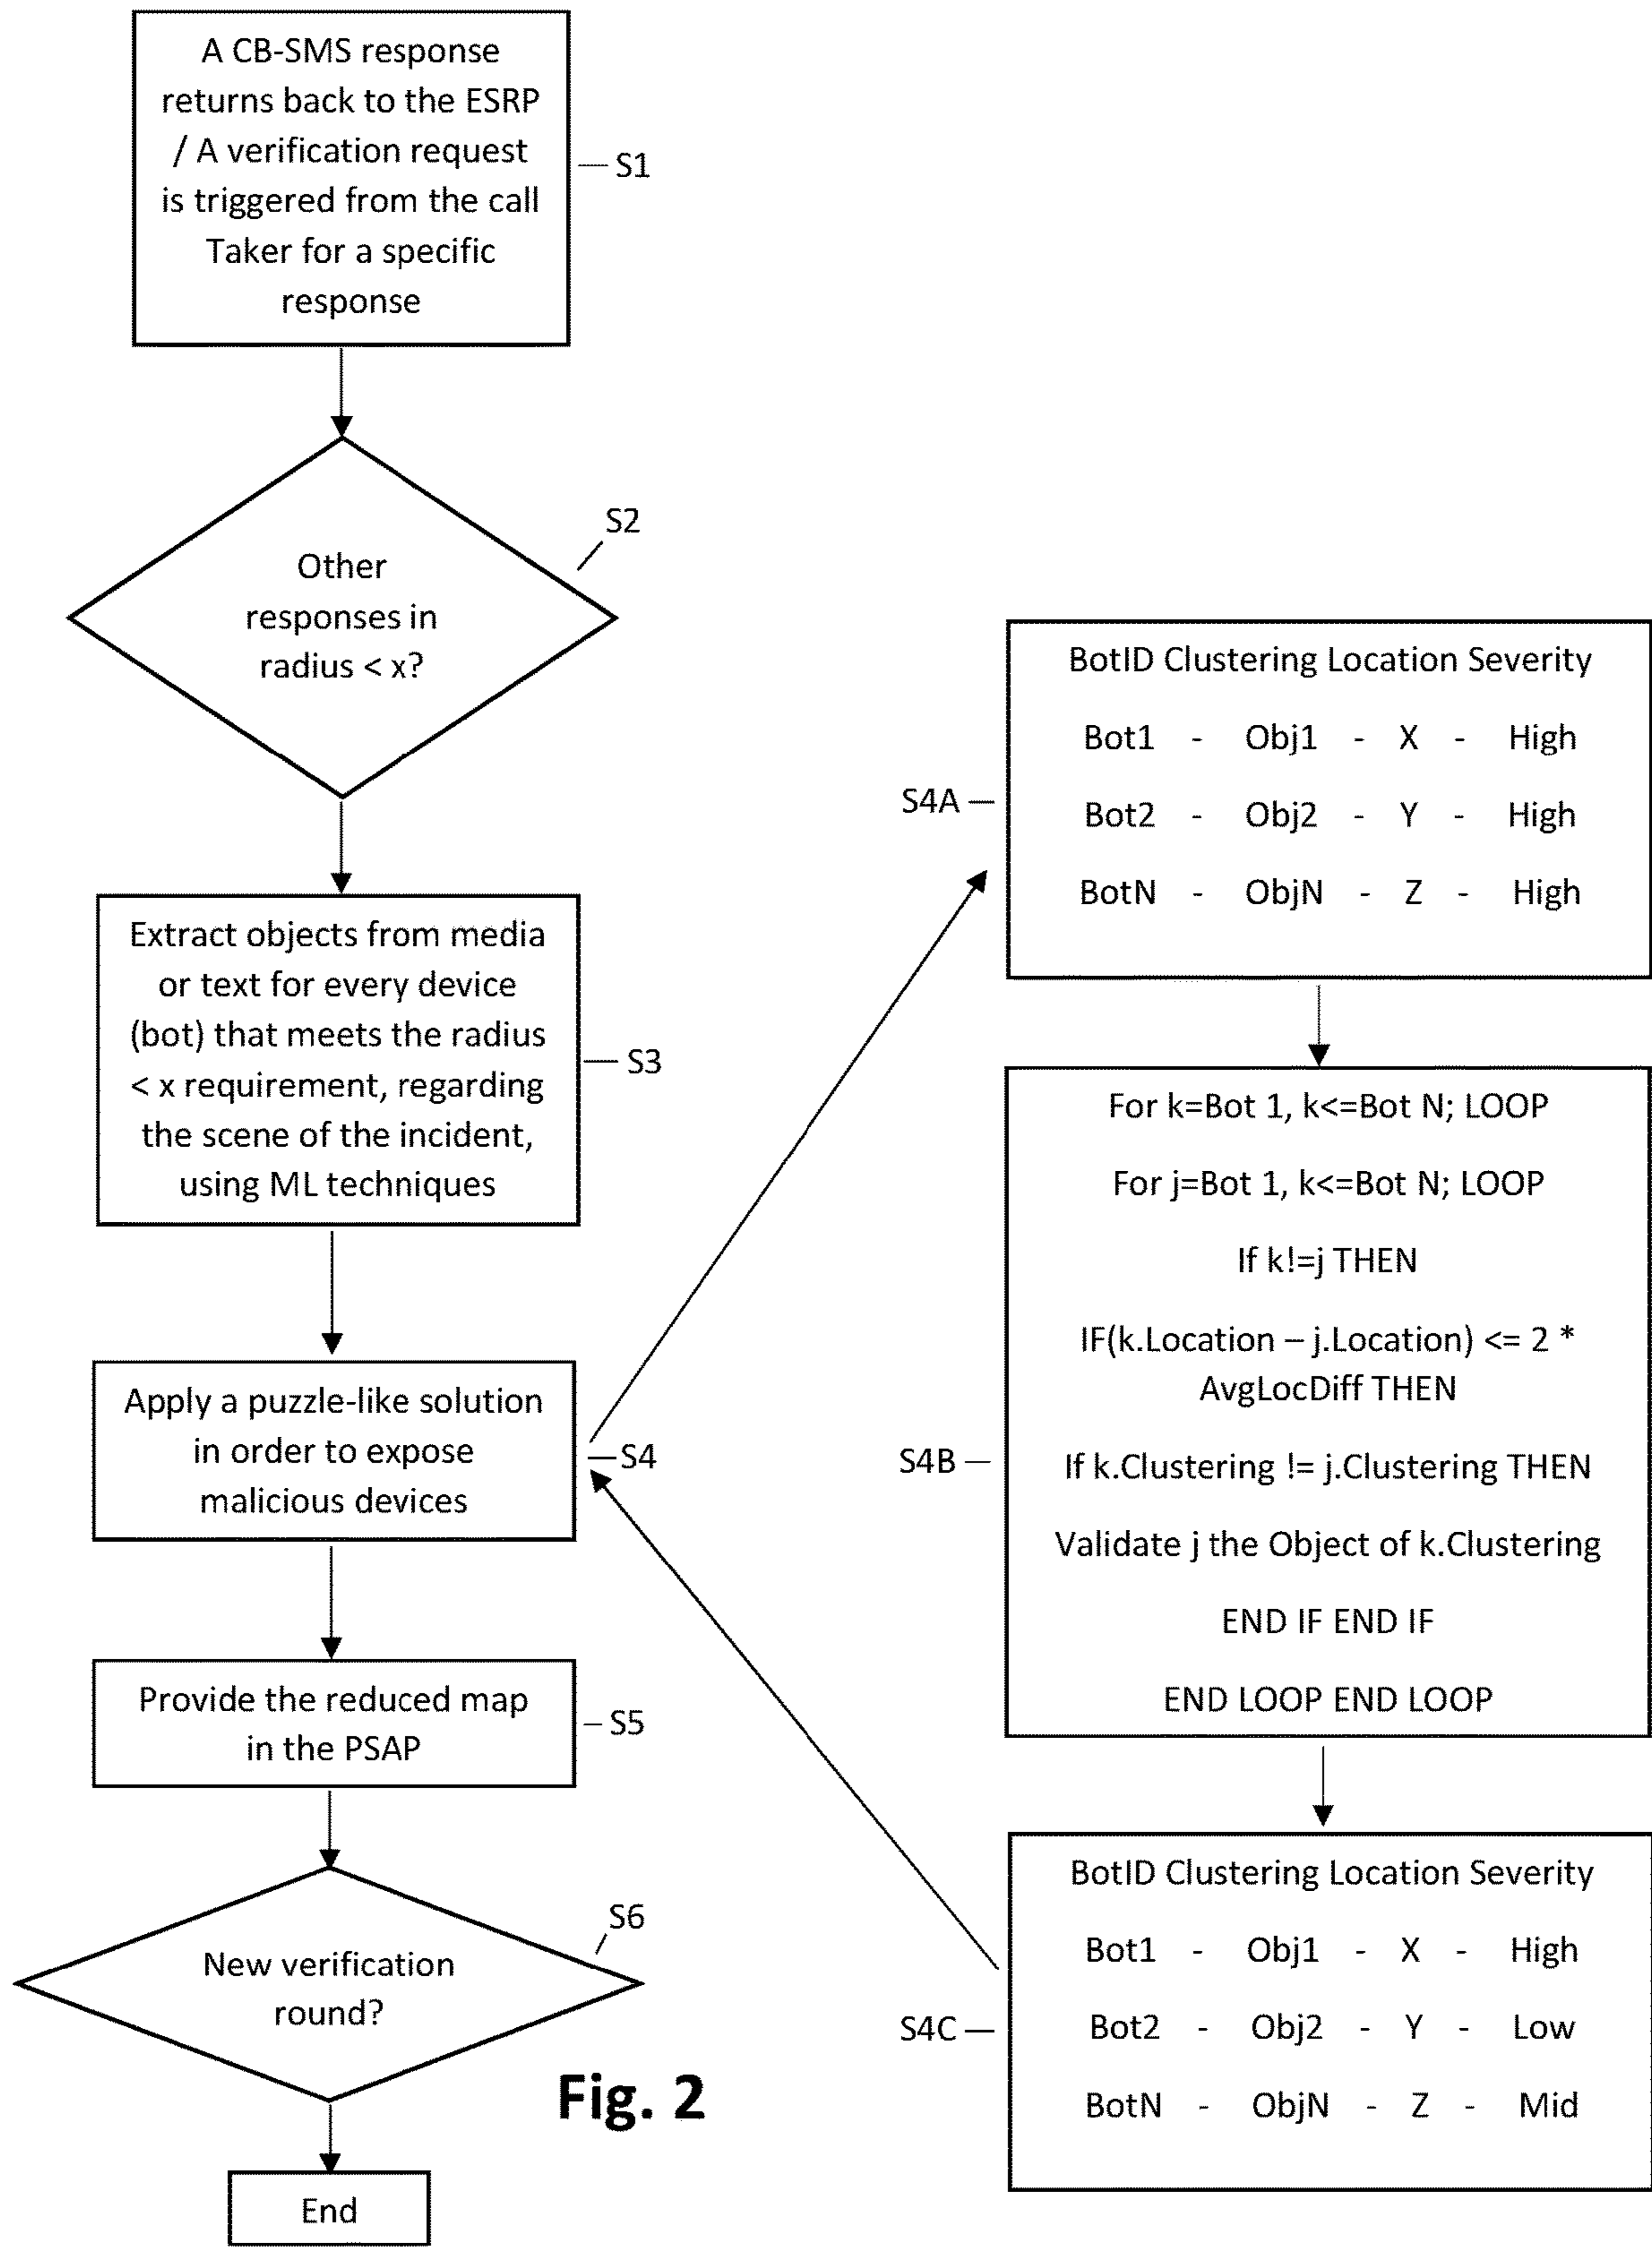 A CB-SMS response
returns back to the ESRP
/ A verification request
is triggered from the call
Taker for a specific
response
S1
Other
responses in
radius < x?
S2
Extract objects from media
or text for every device
(bot) that meets the radius
< x requirement, regarding
the scene of the incident,
using ML techniques
S3
Apply a puzzle-like solution
in order to expose
malicious devices
S4
BotID Clustering Location Severity
Bot1 - Obj1 - X - High
Bot2 - Obj2 - Y - High
BotN - ObjN - Z - High
S4A
For k=Bot 1, k<=Bot N; LOOP
For j=Bot 1, k<=Bot N; LOOP
If k!=j THEN
IF(k.Location – j.Location) <= 2 *
AvgLocDiff THEN
If k.Clustering != j.Clustering THEN
Validate j the Object of k.Clustering
END IF END IF
END LOOP END LOOP
S4B
BotID Clustering Location Severity
Bot1 - Obj1 - X - High
Bot2 - Obj2 - Y - Low
BotN - ObjN - Z - Mid
S4C
Provide the reduced map
in the PSAP
S5
New verification
round?
S6
End
Fig. 2